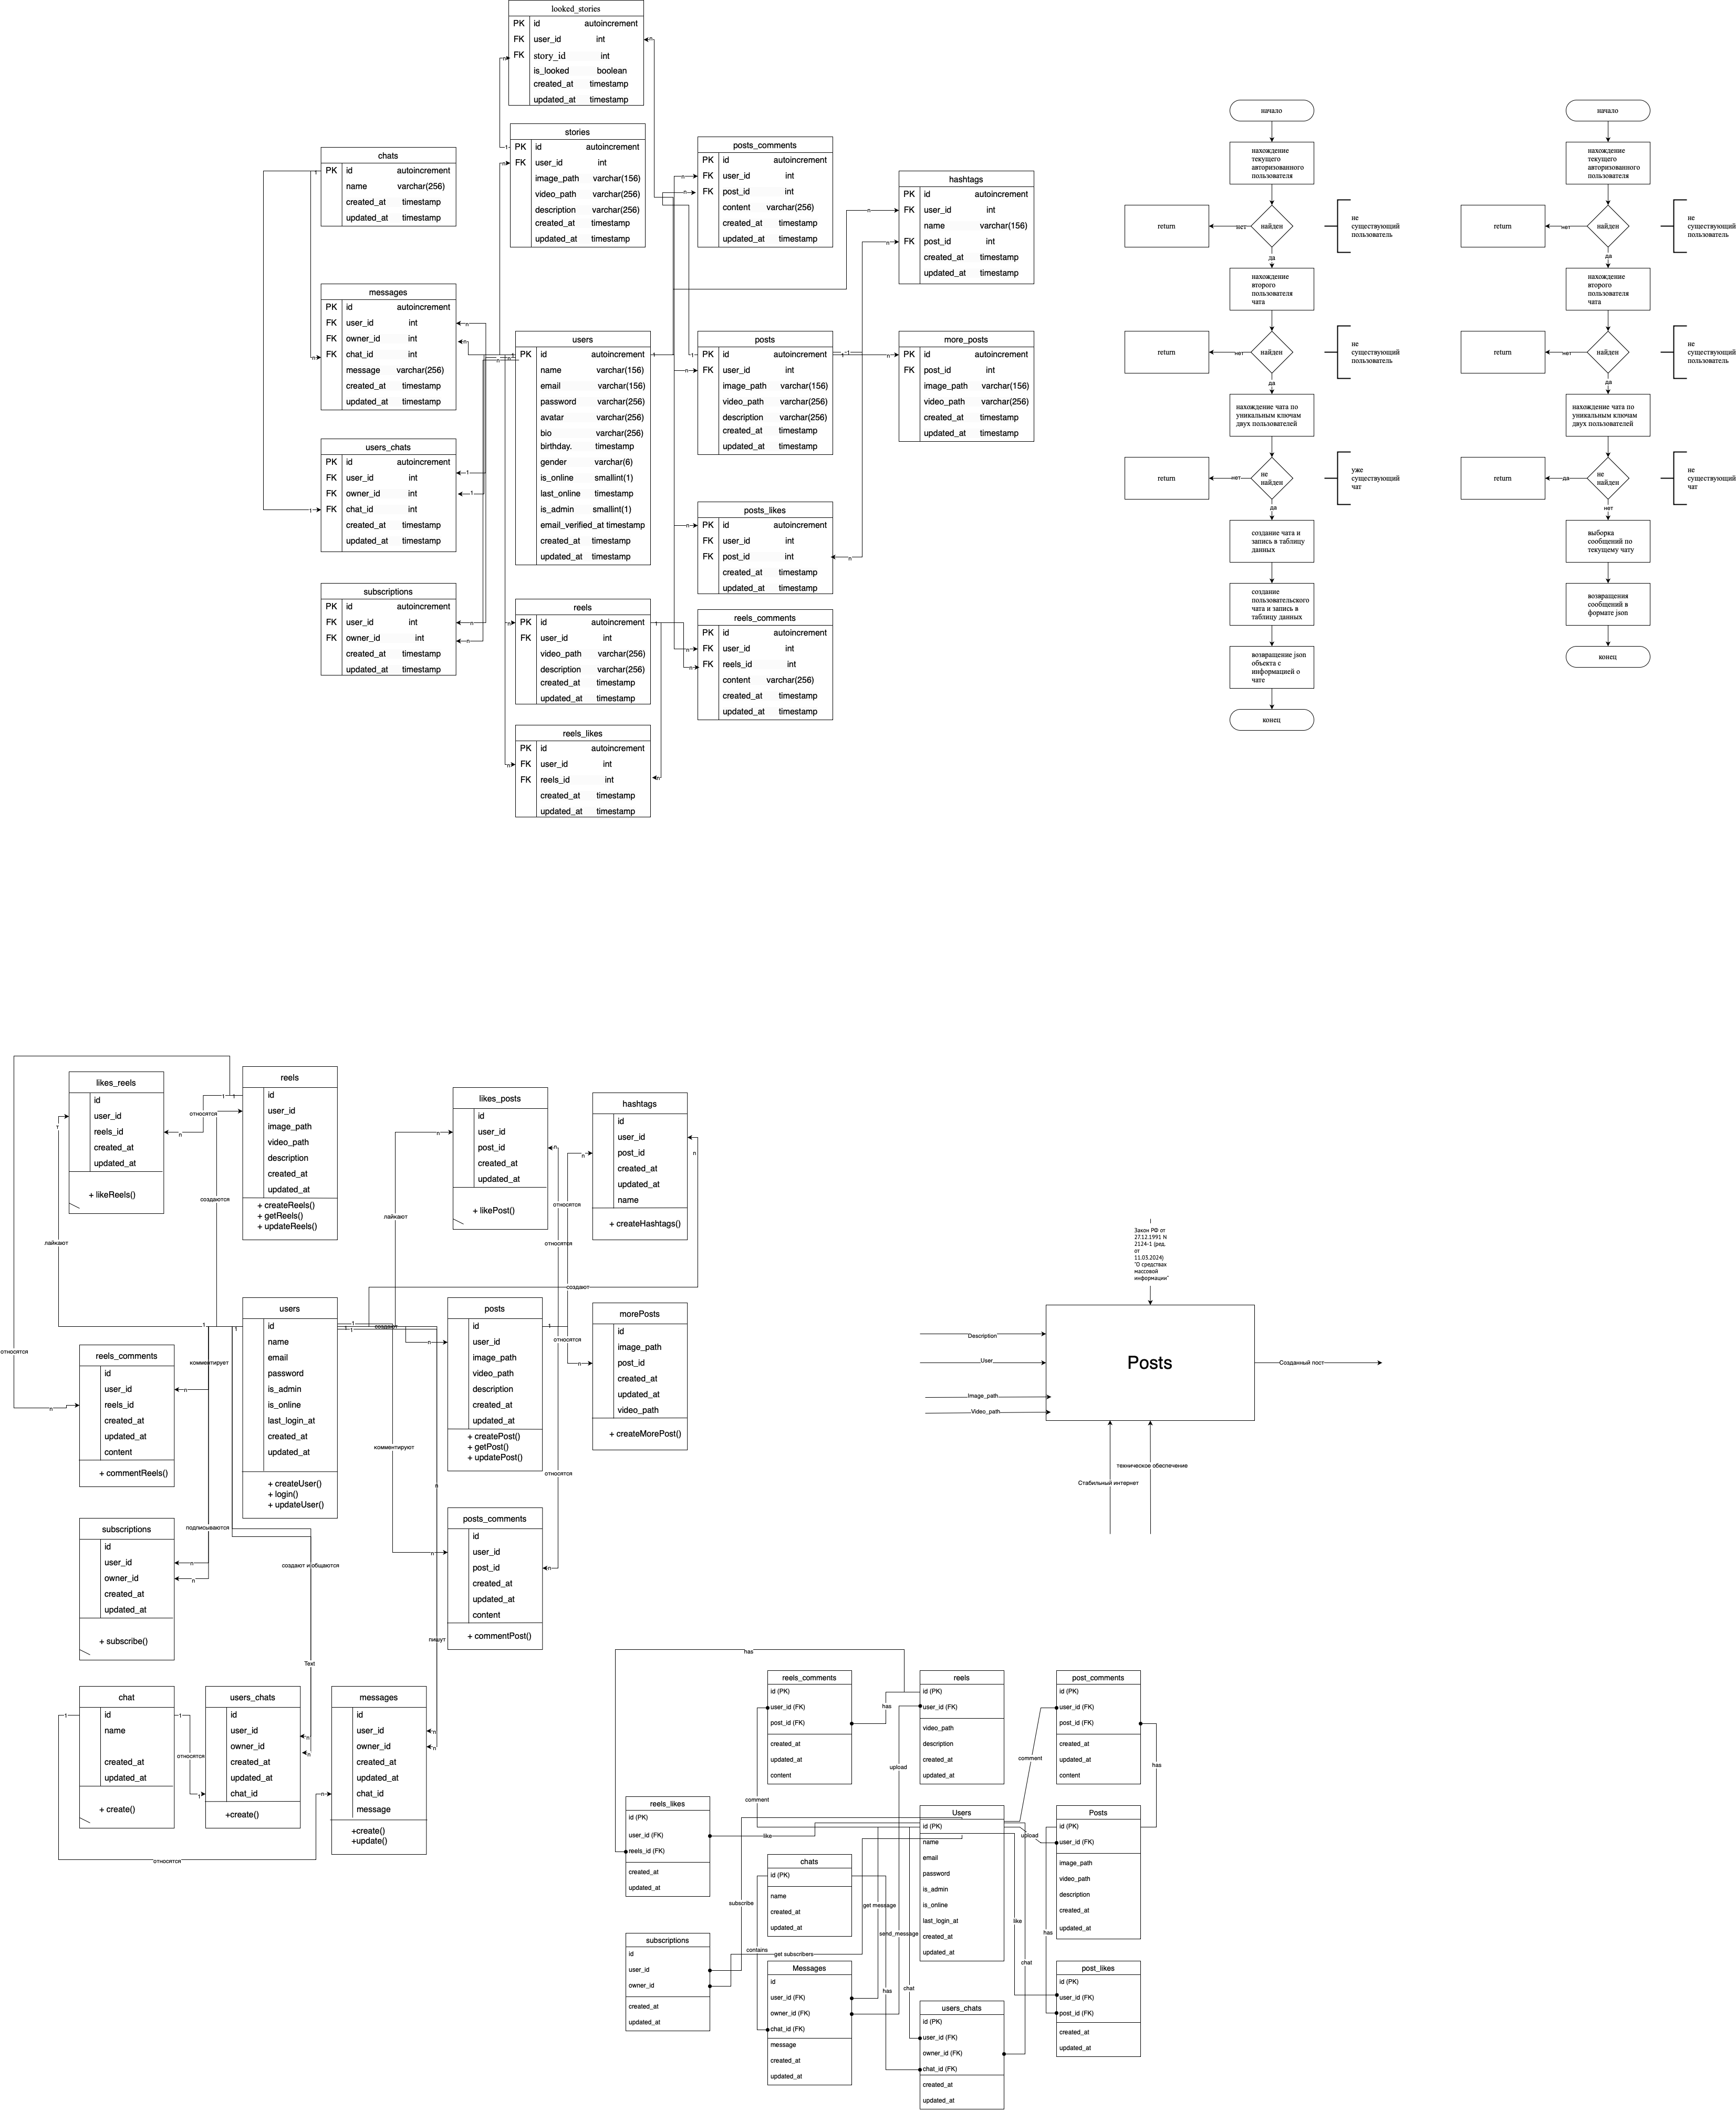 looked_stories
PK id autoincrement
FK user_id int
FK story_id int
is_looked boolean
created_at timestamp
updated_at timestamp
stories
PK id autoincrement
FK user_id int
image_path varchar(156)
video_path varchar(256)
description varchar(256)
created_at timestamp
updated_at timestamp
chats
PK id autoincrement
name varchar(256)
created_at timestamp
updated_at timestamp
messages
PK id autoincrement
FK user_id int
FK owner_id int
FK chat_id int
message varchar(256)
created_at timestamp
updated_at timestamp
users_chats
PK id autoincrement
FK user_id int
FK owner_id int
FK chat_id int
created_at timestamp
updated_at timestamp
subscriptions
PK id autoincrement
FK user_id int
FK owner_id int
created_at timestamp
updated_at timestamp
users
PK id autoincrement
name varchar(156)
email varchar(156)
password varchar(256)
avatar varchar(256)
bio varchar(256)
birthday. timestamp
gender varchar(6)
is_online smallint(1)
last_online timestamp
is_admin smallint(1)
email_verified_at timestamp
created_at timestamp
updated_at timestamp
reels
PK id autoincrement
FK user_id int
video_path varchar(256)
description varchar(256)
created_at timestamp
updated_at timestamp
reels_likes
PK id autoincrement
FK user_id int
FK reels_id int
created_at timestamp
updated_at timestamp
posts_comments
PK id autoincrement
FK user_id int
FK post_id int
content varchar(256)
created_at timestamp
updated_at timestamp
posts
PK id autoincrement
FK user_id int
image_path varchar(156)
video_path varchar(256)
description varchar(256)
created_at timestamp
updated_at timestamp
posts_likes
PK id autoincrement
FK user_id int
FK post_id int
created_at timestamp
updated_at timestamp
reels_comments
PK id autoincrement
FK user_id int
FK reels_id int
content varchar(256)
created_at timestamp
updated_at timestamp
hashtags
PK id autoincrement
FK user_id int
name varchar(156)
FK post_id int
created_at timestamp
updated_at timestamp
more_posts
PK id autoincrement
FK post_id int
image_path varchar(156)
video_path varchar(256)
created_at timestamp
updated_at timestamp
начало
нахождение
текущего
авторизованного
пользователя
return
нет
найден
не
существующий
пользователь
да
нахождение
второго
пользователя
чата
return
нет
найден
не
существующий
пользователь
да
нахождение чата по
уникальным ключам
двух пользователей
return
нет
не
найден
уже
существующий
чат
да
создание чата и
запись в таблицу
данных
создание
пользовательского
чата и запись в
таблицу данных
возвращение json
объекта с
информацией о
чате
конец
начало
нахождение
текущего
авторизованного
пользователя
return
нет
найден
не
существующий
пользователь
да
нахождение
второго
пользователя
чата
return
нет
найден
не
существующий
пользователь
да
нахождение чата по
уникальным ключам
двух пользователей
return
да
не
найден
не
существующий
чат
нет
выборка
сообщений по
текущему чату
возвращения
сообщений в
формате json
конец
likes_reels
id
user_id
reels_id
created_at
updated_at
+ likeReels()
reels
id
user_id
image_path
video_path
description
created_at
updated_at
+ createReels()
+ getReels()
+ updateReels()
относятся
создаются
лайкают
относятся
likes_posts
id
user_id
post_id
created_at
updated_at
+ likePost()
hashtags
id
user_id
post_id
created_at
updated_at
name
+ createHashtags()
лайкают
относятся
относятся
создают
users
id
name
email
password
is_admin
is_online
last_login_at
created_at
updated_at
+ createUser()
+ login()
+ updateUser()
создают
posts
id
user_id
image_path
video_path
description
created_at
updated_at
+ createPost()
+ getPost()
+ updatePost()
относятся
morePosts
id
image_path
post_id
created_at
updated_at
video_path
+ createMorePost()
reels_comments
id
user_id
reels_id
created_at
updated_at
content
+ commentReels()
комментирует
комментируют
относятся
subscriptions
id
user_id
owner_id
created_at
updated_at
+ subscribe()
подписываются
создают и общаются
posts_comments
id
user_id
post_id
created_at
updated_at
content
+ commentPost()
пишут
Text
chat
id
name
created_at
updated_at
+ create()
относятся
users_chats
id
user_id
owner_id
created_at
updated_at
chat_id
+create()
messages
id
user_id
owner_id
created_at
updated_at
chat_id
message
+create()
+update()
относятся
Закон РФ от
27.12.1991 N
2124-1 (ред.
от
11.03.2024)
"О средствах
массовой
информации"
Description
User
Image_path
Video_path
Posts
Созданный пост
техническое обеспечение
Стабильный интернет
has
reels_comments
id (PK)
user_id (FK)
post_id (FK)
created_at
updated_at
content
has
reels
id (PK)
user_id (FK)
video_path
description
created_at
updated_at
post_comments
id (PK)
user_id (FK)
post_id (FK)
created_at
updated_at
content
comment
upload
has
comment
reels_likes
id (PK)
user_id (FK)
reels_id (FK)
created_at
updated_at
like
Users
id (PK)
name
email
password
is_admin
is_online
last_login_at
created_at
updated_at
upload
Posts
id (PK)
user_id (FK)
image_path
video_path
description
created_at
updated_at
chats
id (PK)
name
created_at
updated_at
subscribe
get message
send_message
like
has
subscriptions
id
user_id
owner_id
created_at
updated_at
contains
get subscribers
chat
Messages
id
user_id (FK)
owner_id (FK)
chat_id (FK)
message
created_at
updated_at
has
chat
users_chats
id (PK)
user_id (FK)
owner_id (FK)
chat_id (FK)
created_at
updated_at
post_likes
id (PK)
user_id (FK)
post_id (FK)
created_at
updated_at